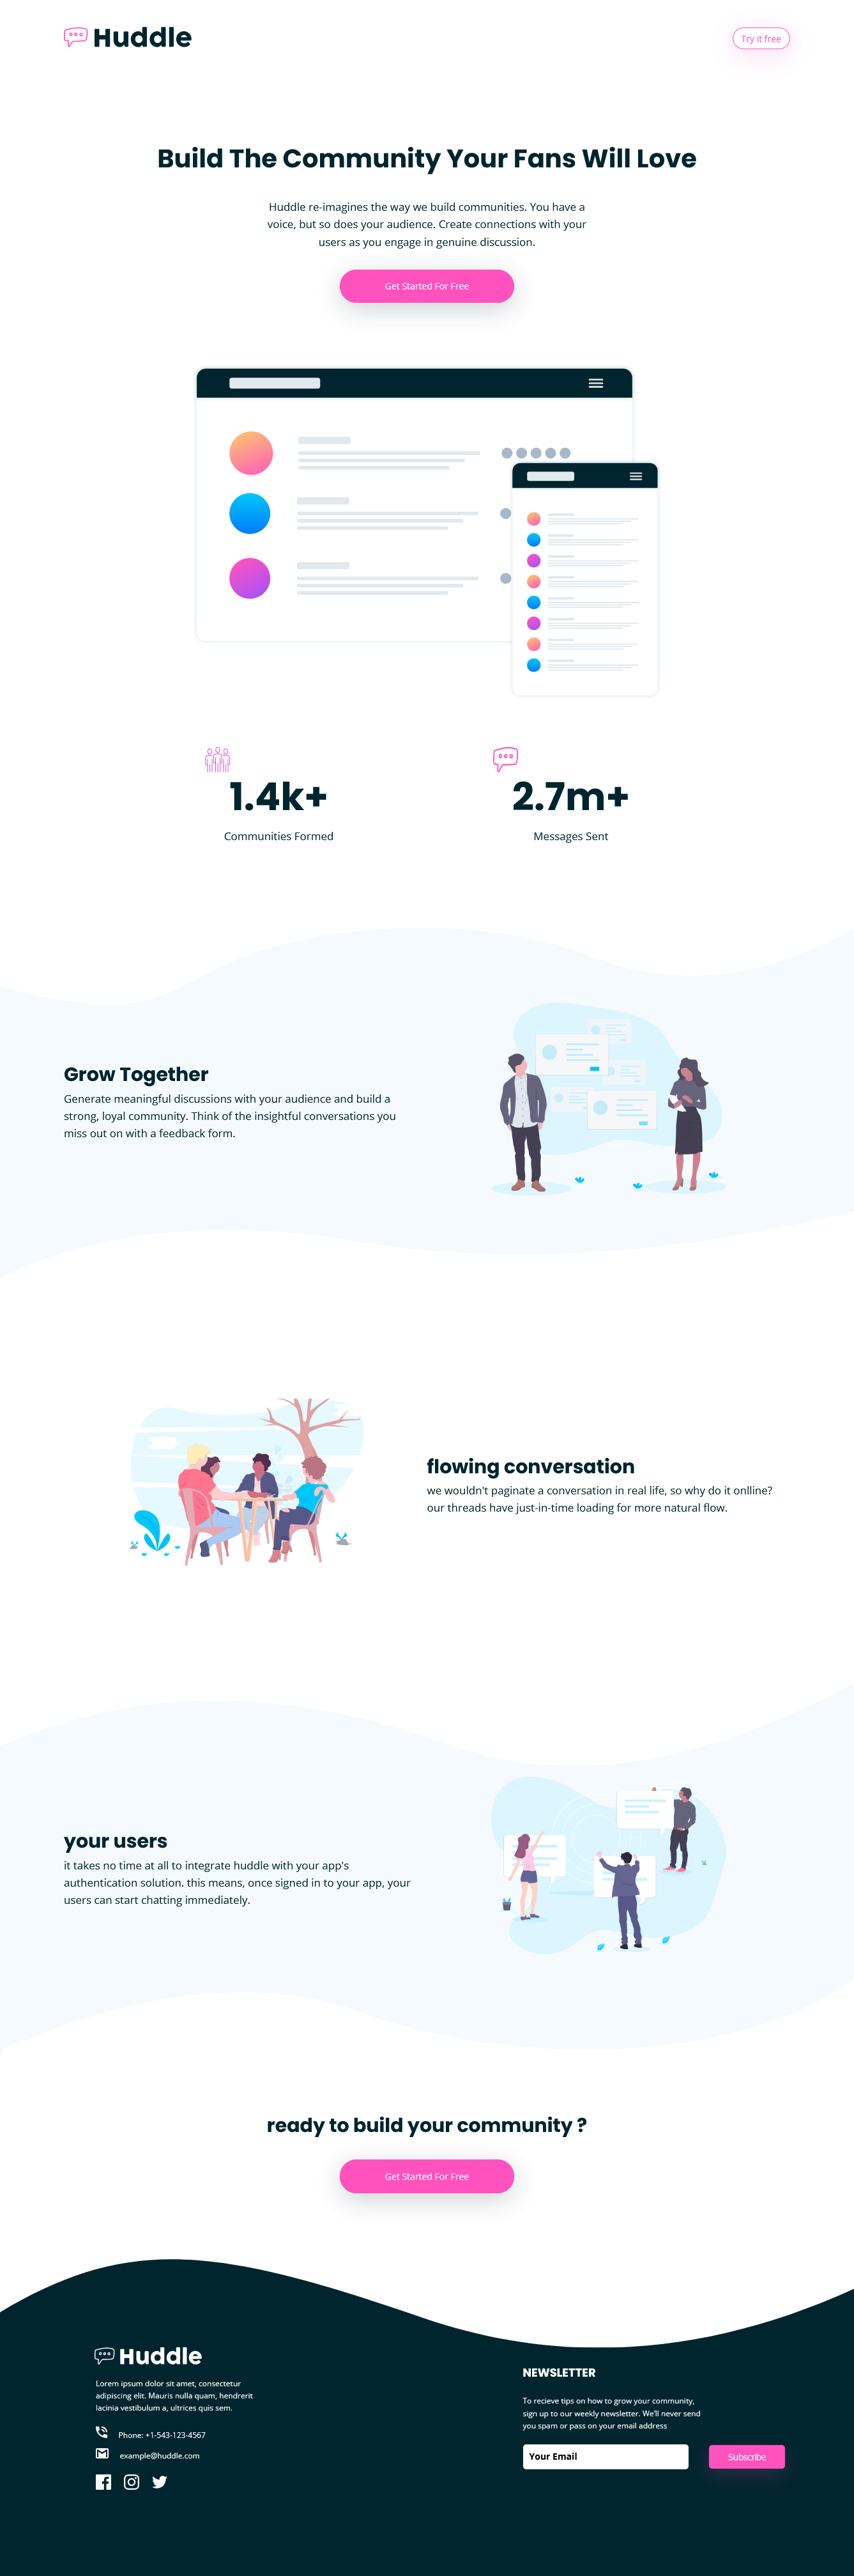 Huddle
Try it free
Build The Community Your Fans Will Love
Huddle re-imagines the way we build communities. You have a
voice, but so does your audience. Create connections with your
users as you engage in genuine discussion.
Get Started For Free
1.4k+
Communities Formed
2.7m+
Messages Sent
Grow Together
Generate meaningful discussions with your audience and build a
strong, loyal community. Think of the insightful conversations you
miss out on with a feedback form.
flowing conversation
we wouldn't paginate a conversation in real life, so why do it onlline?
our threads have just-in-time loading for more natural flow.
your users
it takes no time at all to integrate huddle with your app's
authentication solution. this means, once signed in to your app, your
users can start chatting immediately.
ready to build your community ?
Get Started For Free
Huddle
Lorem ipsum dolor sit amet, consectetur
adipiscing elit. Mauris nulla quam, hendrerit
lacinia vestibulum a, ultrices quis sem.
Phone: +1-543-123-4567
example@huddle.com
NEWSLETTER
To recieve tips on how to grow your community,
sign up to our weekly newsletter. We'll never send
you spam or pass on your email address
Your Email
Subscribe